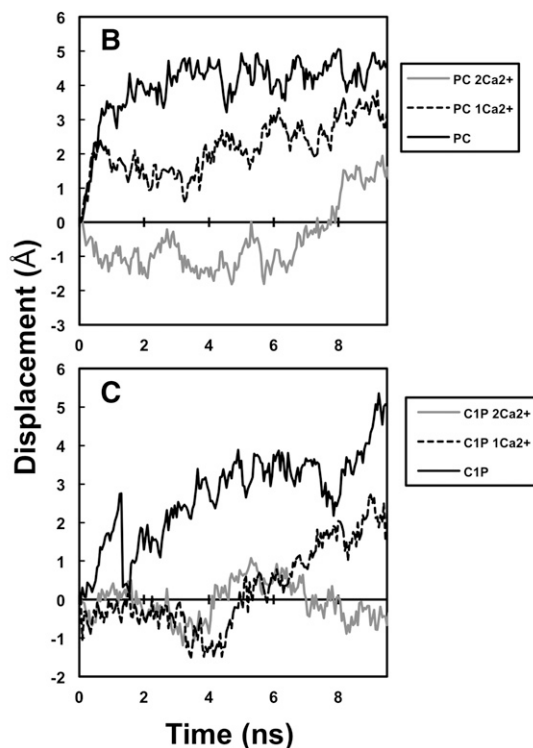 B
6
5
4
3
2
1
0
-1
-2
-3
0 2 4 6 8
PC 2Ca2+
PC 1Ca2+
PC
Displacement (Å)
C
6
5
4
3
2
1
0
-1
-2
0 2 4 6 8
C1P 2Ca2+
C1P 1Ca2+
C1P
Time (ns)